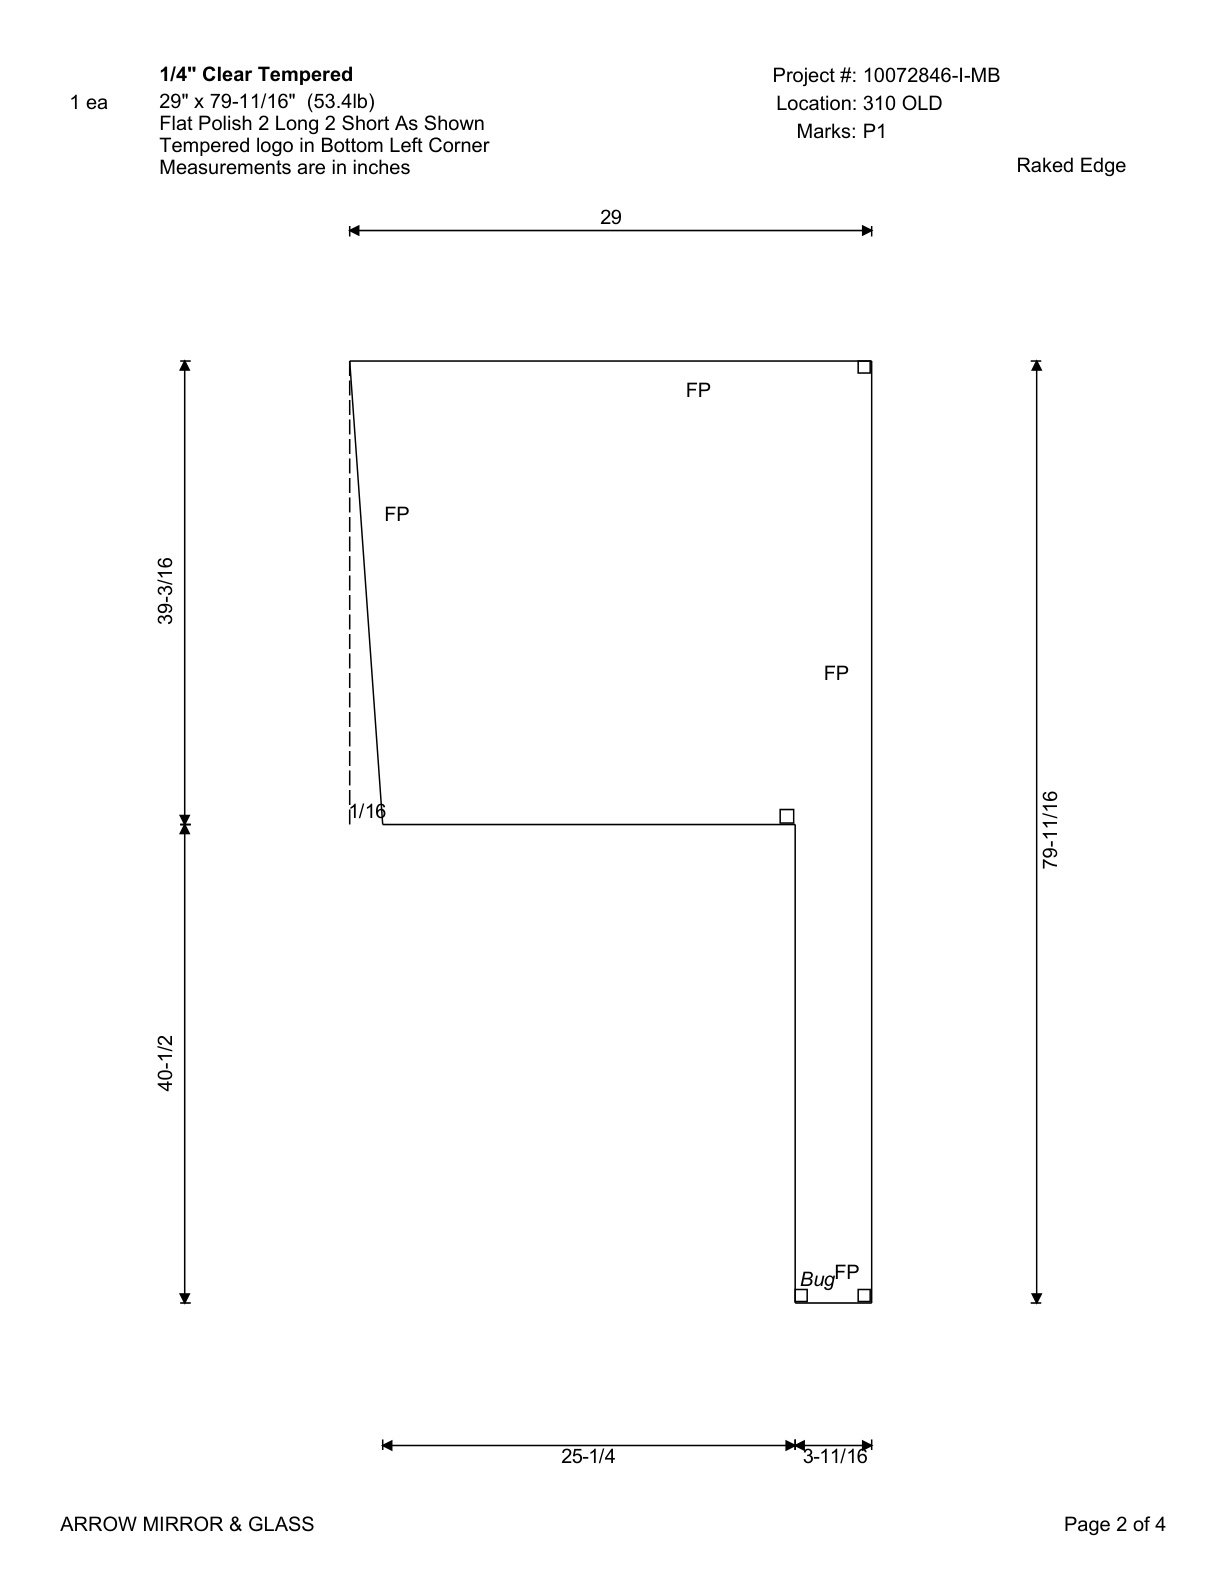 1/4" Clear Tempered
1 ea
29" x 79-11/16" (53.4lb)
Flat Polish 2 Long 2 Short As Shown
Tempered logo in Bottom Left Corner
Measurements are in inches
Project #: 10072846-I-MB
Location: 310 OLD
Marks: P1
Raked Edge
29
FP
FP
39-3/16
FP
1/16
79-11/16
40-1/2
Bug FP
25-1/4
3-11/16
ARROW MIRROR & GLASS
Page 2 of 4